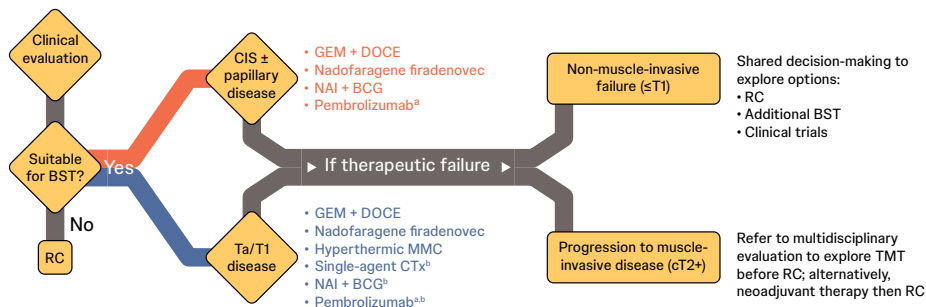 Clinical
evaluation
Suitable
for BST?
Yes
No
RC
CIS ±
papillary
disease
• GEM + DOCE
• Nadofaragene firadenovec
• NAI + BCG
• Pembrolizumabᵃ
Ta/T1
disease
• GEM + DOCE
• Nadofaragene firadenovec
• Hyperthermic MMC
• Single-agent CTxᵇ
• NAI + BCGᵇ
• Pembrolizumabᵃ,ᵇ
If therapeutic failure
Non-muscle-invasive
failure (≤T1)
Shared decision-making to
explore options:
• RC
• Additional BST
• Clinical trials
Progression to muscle-
invasive disease (cT2+)
Refer to multidisciplinary
evaluation to explore TMT
before RC; alternatively,
neoadjuvant therapy then RC